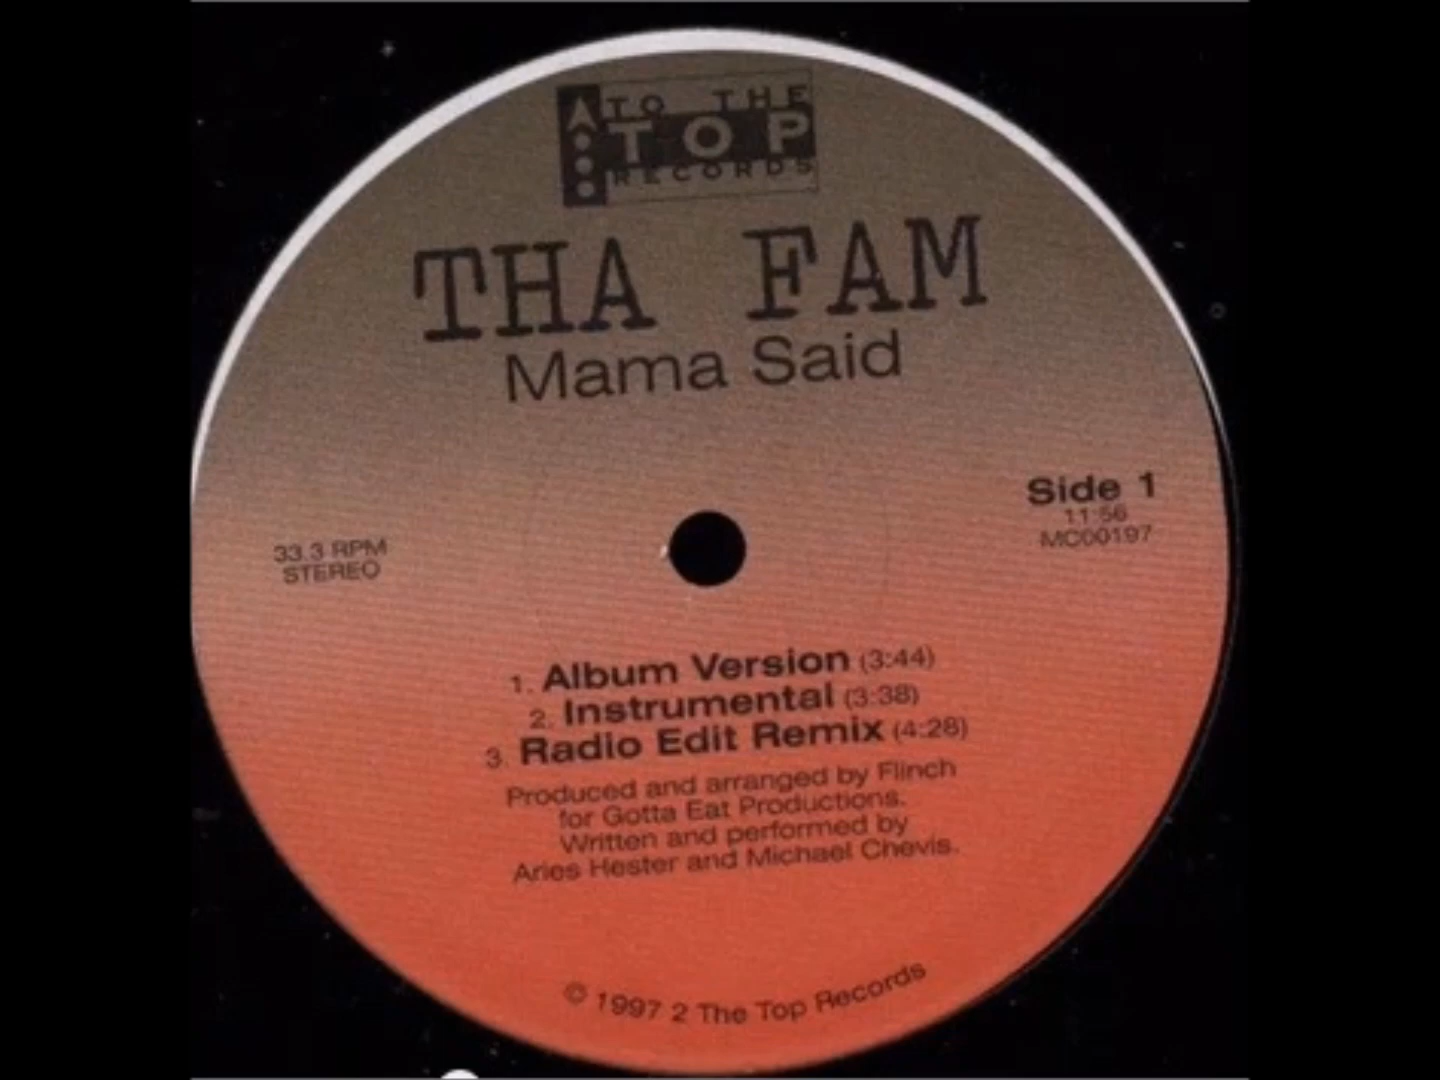 TO THE
TOP
RECORDS
THA FAM
Mama Said
Side 1
11:56
MC00197
33.3 RPM
STEREO
1. Album Version (3:44)
2. Instrumental (3:38)
3. Radio Edit Remix (4:28)
Produced and arranged by Flinch
for Gotta Eat Productions.
Written and performed by
Aries Hester and Michael Chevis.
© 1997 2 The Top Records